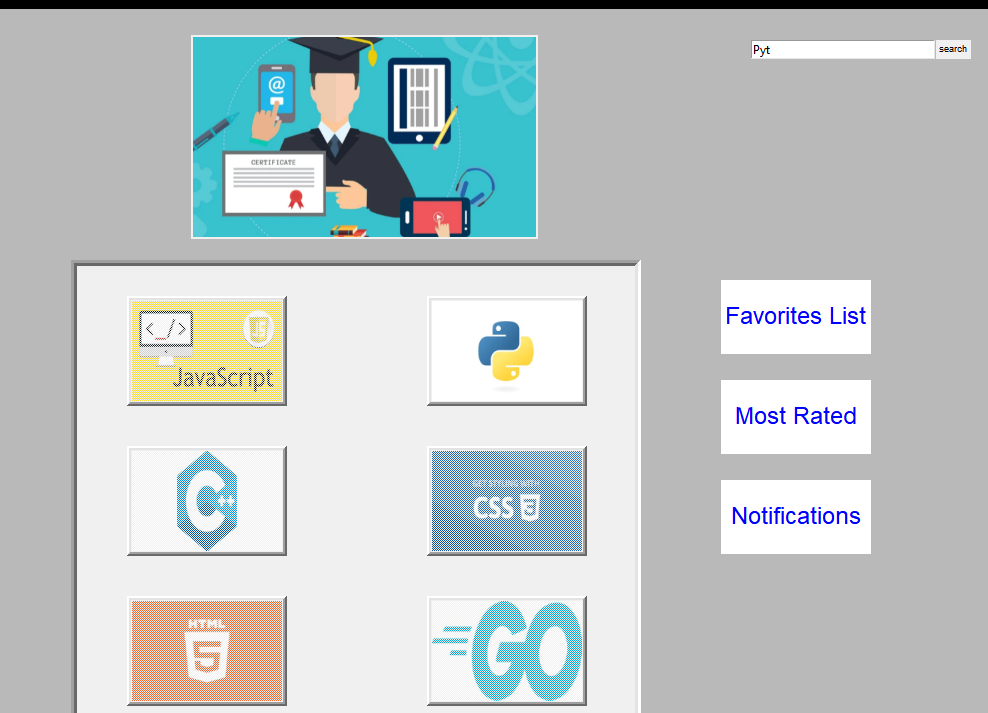 Pyt
search
@
CERTIFICATE
JS
JavaScript
Favorites List
Most Rated
C++
GET STYLING WITH
CSS 3
Notifications
HTML
5
GO